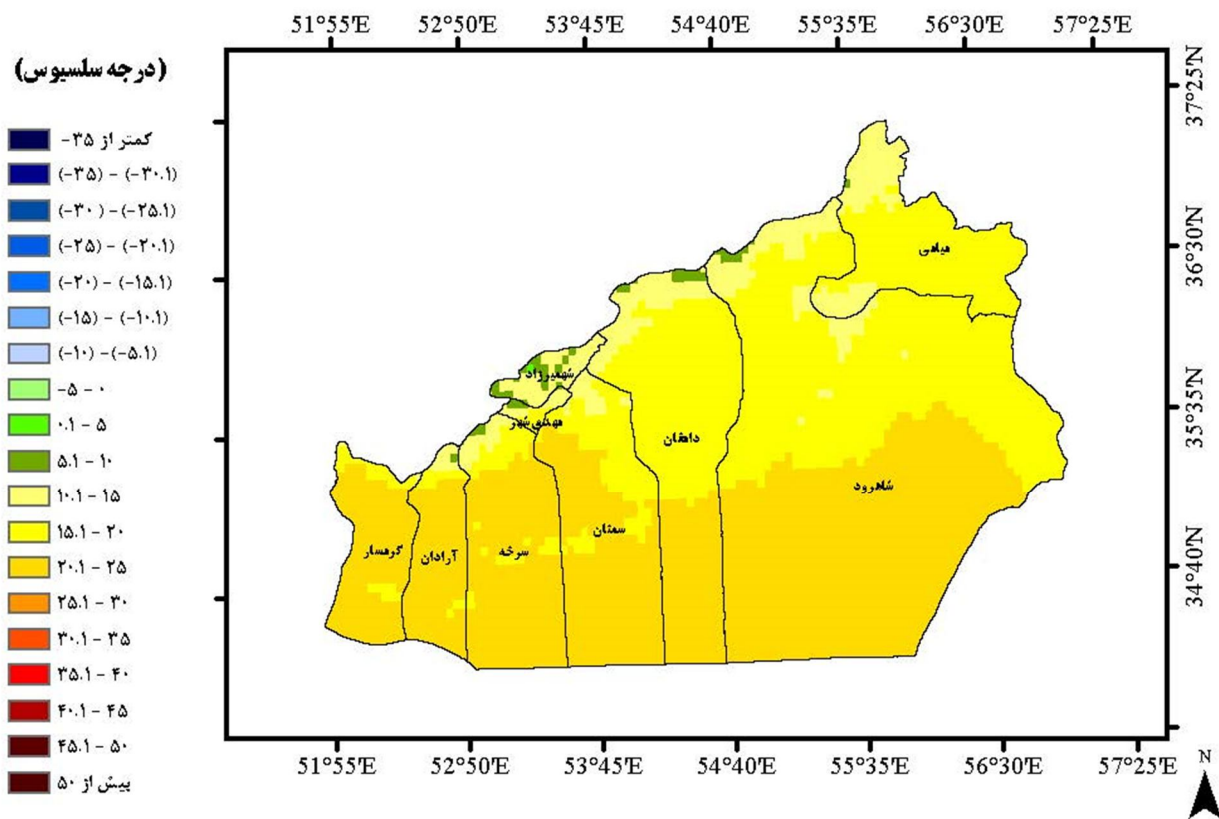 51°55'E 52°50'E 53°45'E 54°40'E 55°35'E 56°30'E 57°25'E
(درجه سلسیوس)
کمتر از ۳۵-
(-۳۵) - (-۳۰.۱)
(-۳۰ ) - (-۲۵.۱)
(-۲۵) - (-۲۰.۱)
(-۲۰) - (-۱۵.۱)
(-۱۵) - (-۱۰.۱)
(-۱۰) - (-۵.۱)
-۵ - ۰
۰.۱ - ۵
۵.۱ - ۱۰
۱۰.۱ - ۱۵
۱۵.۱ - ۲۰
۲۰.۱ - ۲۵
۲۵.۱ - ۳۰
۳۰.۱ - ۳۵
۳۵.۱ - ۴۰
۴۰.۱ - ۴۵
۴۵.۱ - ۵۰
بیش از ۵۰
میامی
شهمیرزاد
مهدی شهر
دامغان
شاهرود
سمنان
سرخه
آرادان
گرمسار
37°25'N
36°30'N
35°35'N
34°40'N
51°55'E 52°50'E 53°45'E 54°40'E 55°35'E 56°30'E 57°25'E
N